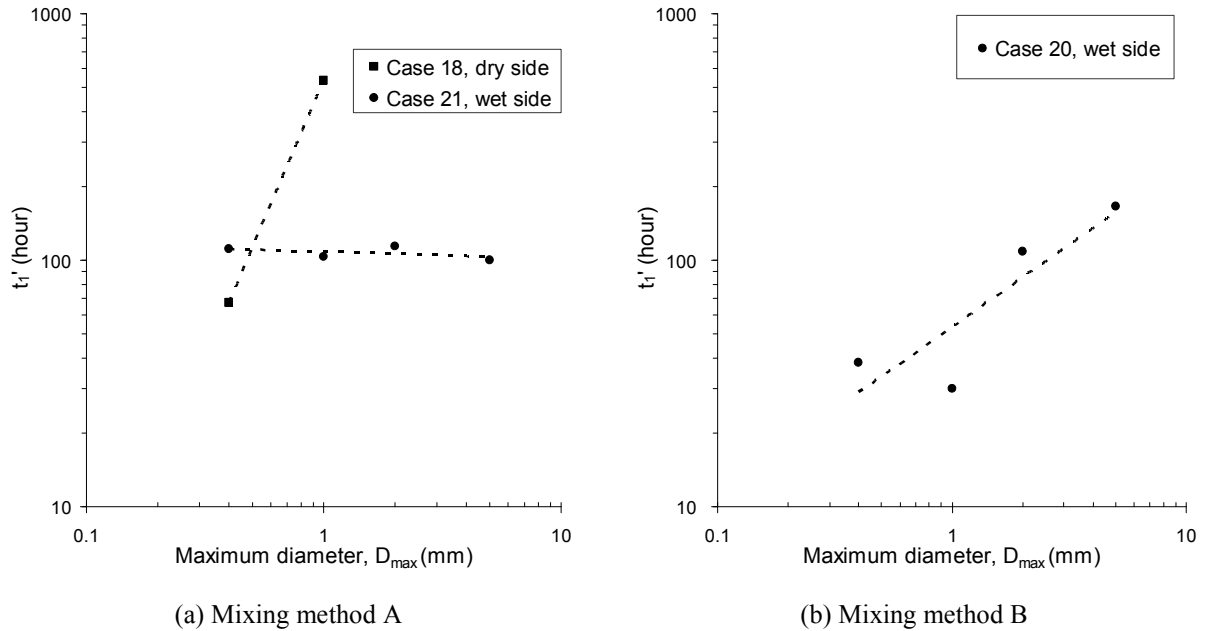 1000
100
10
0.1
1
10
t₁' (hour)
Maximum diameter, Dₘₐₓ (mm)
Case 18, dry side
Case 21, wet side
(a) Mixing method A
1000
100
10
0.1
1
10
t₁' (hour)
Maximum diameter, Dₘₐₓ (mm)
Case 20, wet side
(b) Mixing method B